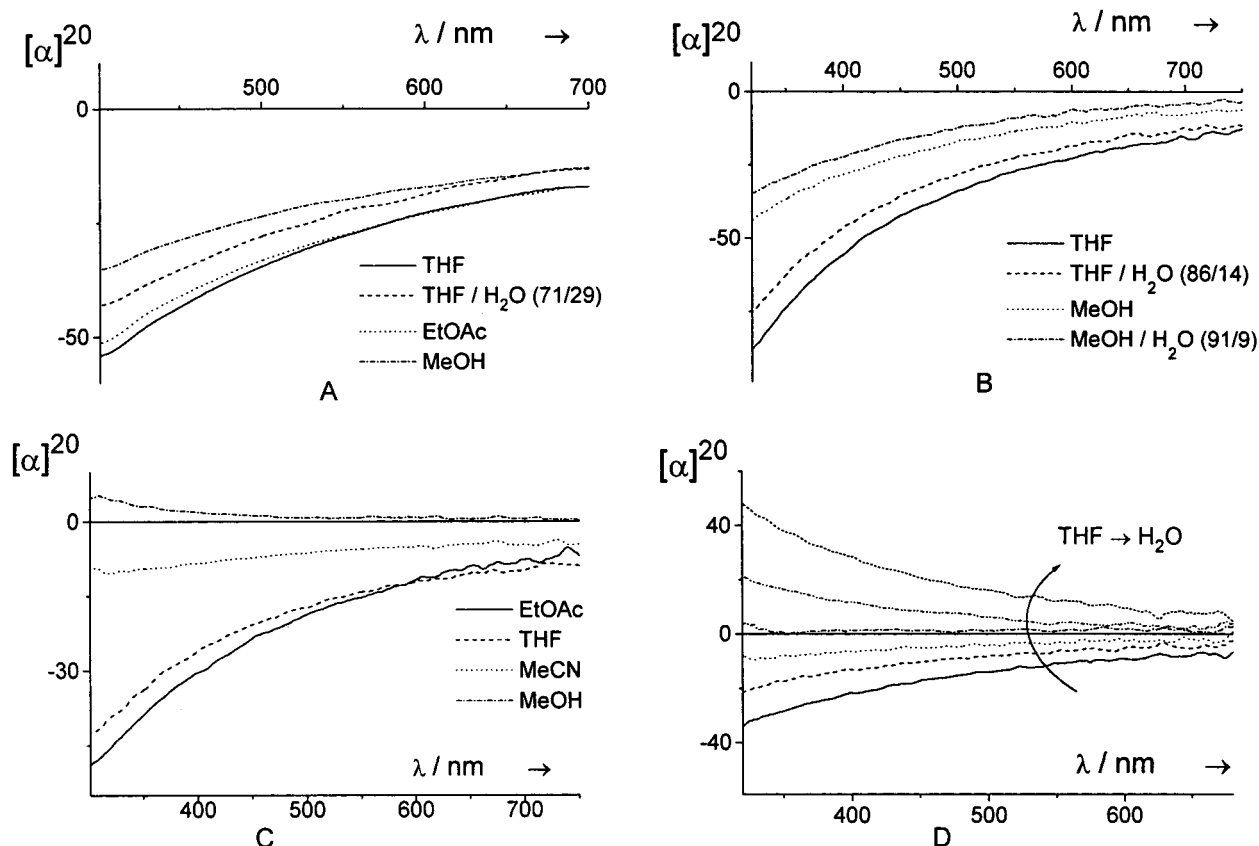 [α]²⁰
λ / nm →
500 600 700
0
-50
THF
THF / H₂O (71/29)
EtOAc
MeOH
A
[α]²⁰
λ / nm →
400 500 600 700
0
-50
THF
THF / H₂O (86/14)
MeOH
MeOH / H₂O (91/9)
B
[α]²⁰
0
-30
EtOAc
THF
MeCN
MeOH
λ / nm →
400 500 600 700
C
[α]²⁰
40
0
-40
THF → H₂O
λ / nm →
400 500 600
D